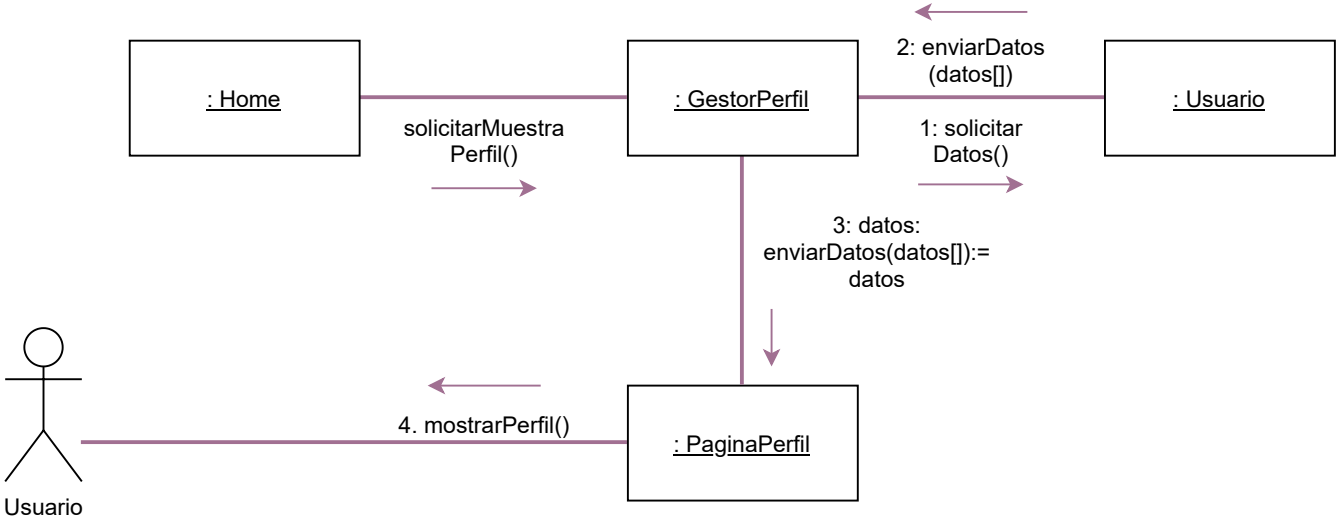 2: enviarDatos
(datos[])
: Home
: GestorPerfil
: Usuario
solicitarMuestra
Perfil()
1: solicitar
Datos()
3: datos:
enviarDatos(datos[]):=
datos
4. mostrarPerfil()
: PaginaPerfil
Usuario